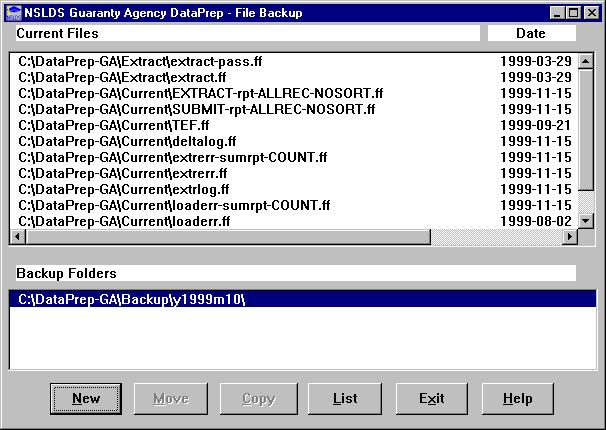 NSLDS Guaranty Agency DataPrep - File Backup
Current Files Date
C:\DataPrep-GA\Extract\extract-pass.ff 1999-03-29
C:\DataPrep-GA\Extract\extract.ff 1999-03-29
C:\DataPrep-GA\Current\EXTRACT-rpt-ALLREC-NOSORT.ff 1999-11-15
C:\DataPrep-GA\Current\SUBMIT-rpt-ALLREC-NOSORT.ff 1999-11-15
C:\DataPrep-GA\Current\TEF.ff 1999-09-21
C:\DataPrep-GA\Current\deltalog.ff 1999-11-15
C:\DataPrep-GA\Current\extrerr-sumrpt-COUNT.ff 1999-11-15
C:\DataPrep-GA\Current\extrerr.ff 1999-11-15
C:\DataPrep-GA\Current\extrlog.ff 1999-11-15
C:\DataPrep-GA\Current\loaderr-sumrpt-COUNT.ff 1999-11-15
C:\DataPrep-GA\Current\loaderr.ff 1999-08-02
Backup Folders
C:\DataPrep-GA\Backup\y1999m10\
New Move Copy List Exit Help